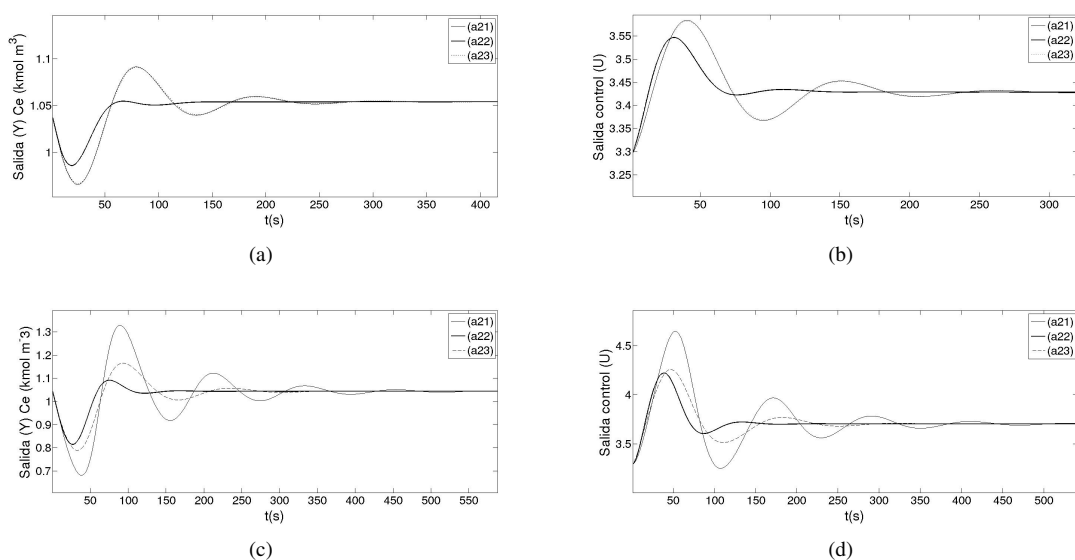 (a21)
(a22)
(a23)
Salida (Y) Ce (kmol m³)
1.1
1.05
1
50 100 150 200 250 300 350 400
t(s)
(a)
(a21)
(a22)
(a23)
Salida control (U)
3.55
3.5
3.45
3.4
3.35
3.3
3.25
50 100 150 200 300
t(s)
(b)
(a21)
(a22)
(a23)
Salida (Y) Ce (kmol m⁻3)
1.3
1.2
1.1
1
0.9
0.8
0.7
50 100 150 200 250 300 350 400 450 500 550
t(s)
(c)
(a21)
(a22)
(a23)
Salida control (U)
4.5
4
3.5
50 100 150 200 250 300 350 400 450 500
t(s)
(d)